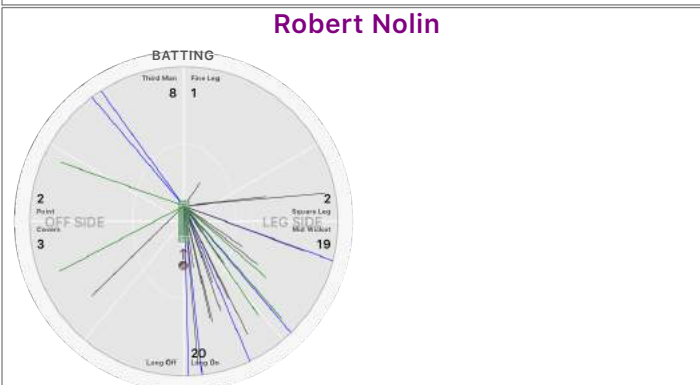 Robert Nolin
BATTING
Third Man Fine Leg
8 1
2 2
Point Square Leg
OFF SIDE LEG SIDE
Covers Mid Wicket
3 19
20
Long Off Long On